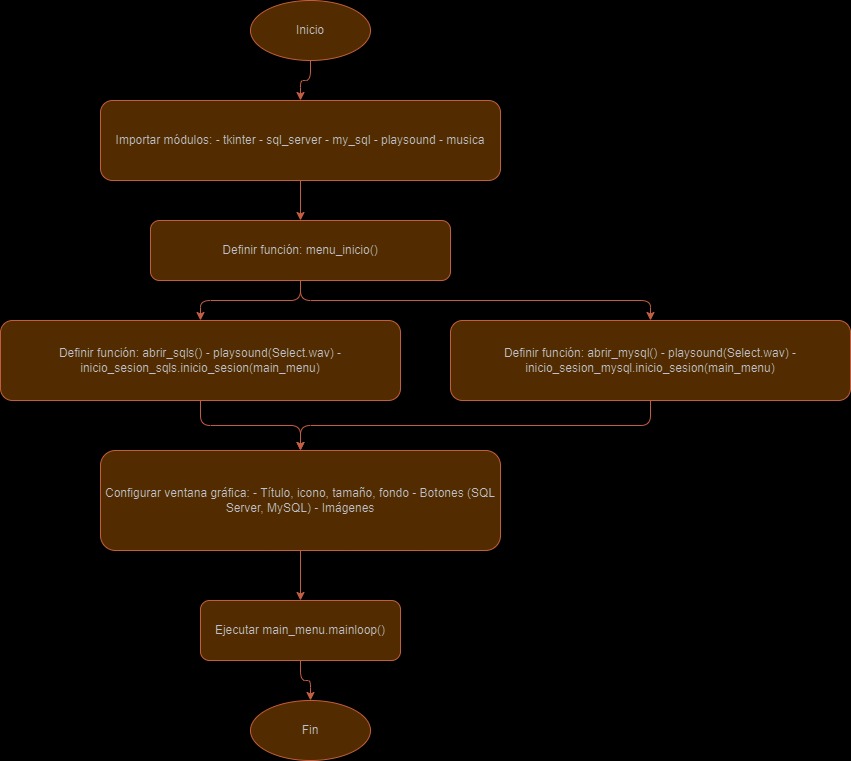 Inicio
Importar módulos: - tkinter - sql_server - my_sql - playsound - musica
Definir función: menu_inicio()
Definir función: abrir_sqls() - playsound(Select.wav) -
inicio_sesion_sqls.inicio_sesion(main_menu)
Definir función: abrir_mysql() - playsound(Select.wav) -
inicio_sesion_mysql.inicio_sesion(main_menu)
Configurar ventana gráfica: - Título, icono, tamaño, fondo - Botones (SQL
Server, MySQL) - Imágenes
Ejecutar main_menu.mainloop()
Fin